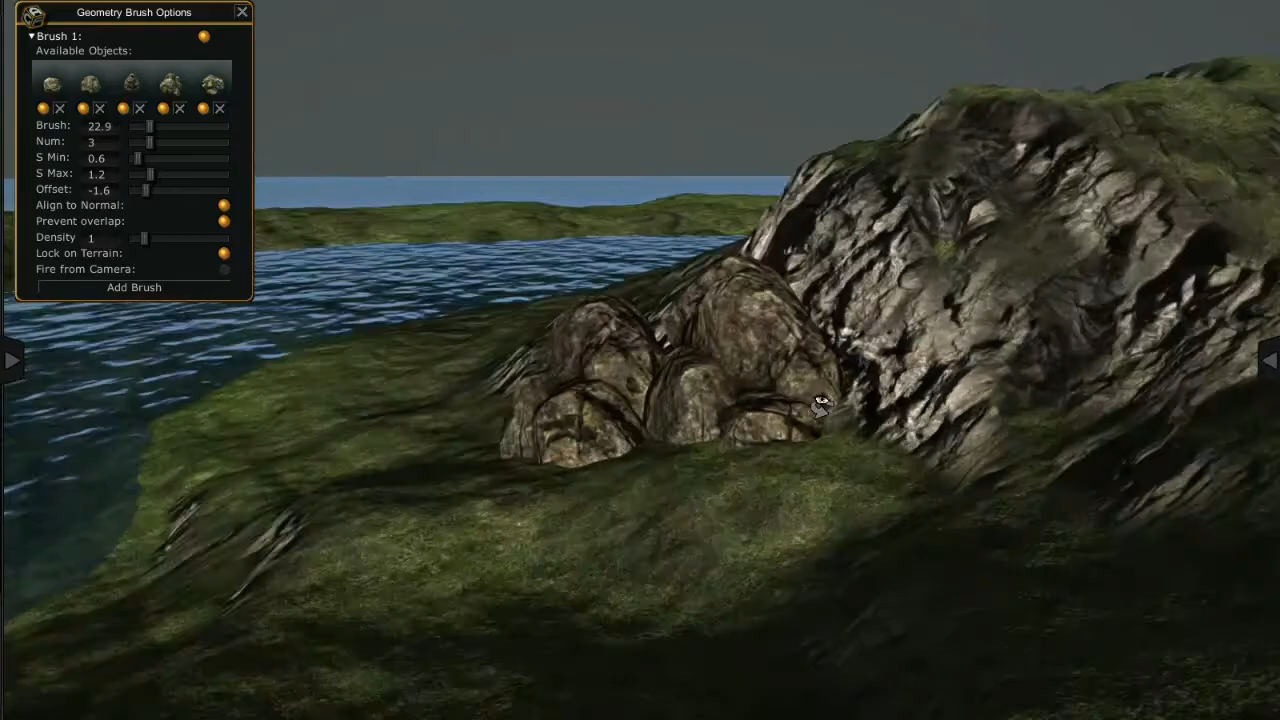 Geometry Brush Options
Brush 1:
Available Objects:
Brush: 22.9
Num: 3
S Min: 0.6
S Max: 1.2
Offset: -1.6
Align to Normal:
Prevent overlap:
Density 1
Lock on Terrain:
Fire from Camera:
Add Brush